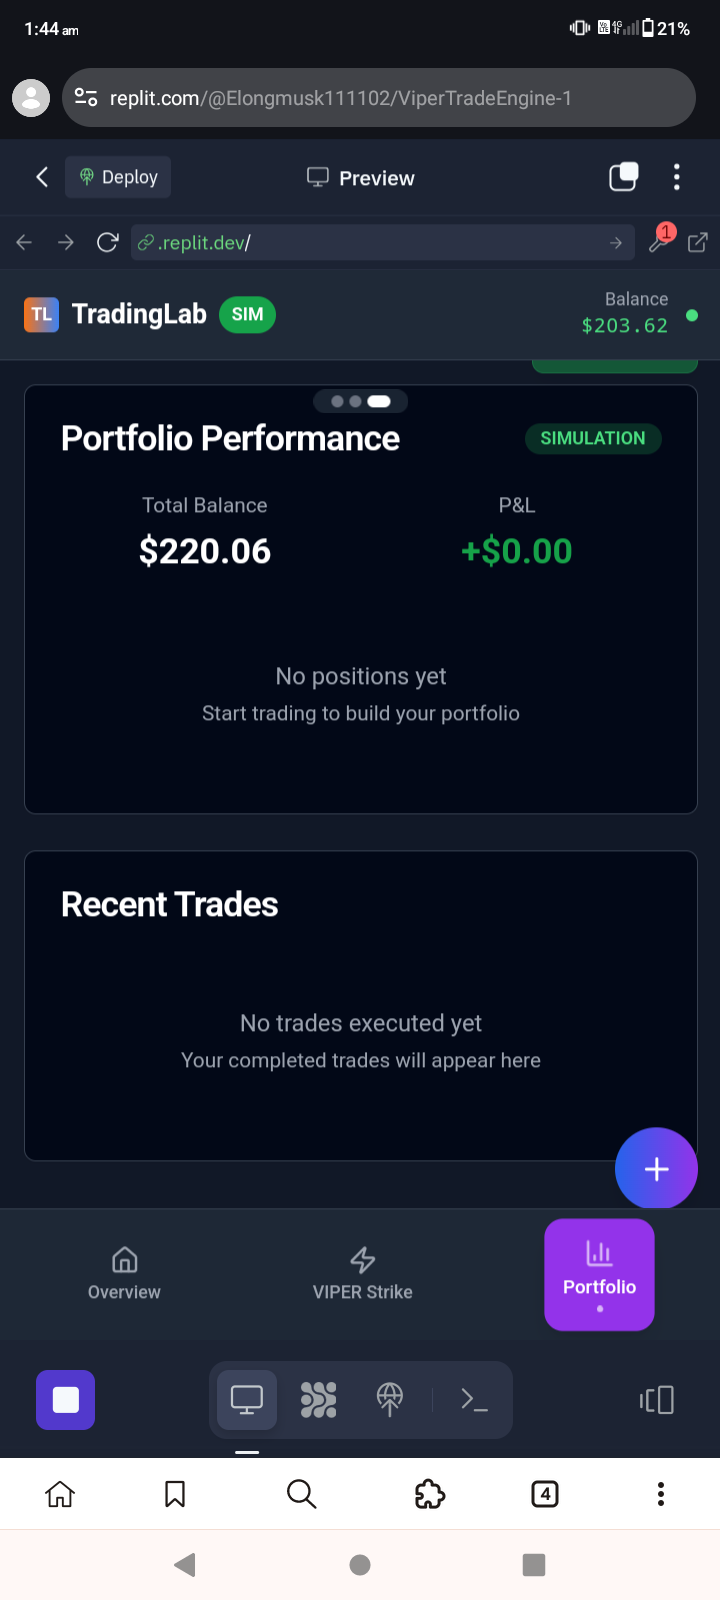 1:44 am
4G
21%
replit.com/@Elongmusk111102/ViperTradeEngine-1
Deploy
Preview
.replit.dev/
1
TL
TradingLab
SIM
Balance
$203.62
Portfolio Performance
SIMULATION
Total Balance
P&L
$220.06
+$0.00
No positions yet
Start trading to build your portfolio
Recent Trades
No trades executed yet
Your completed trades will appear here
Overview
VIPER Strike
Portfolio
4